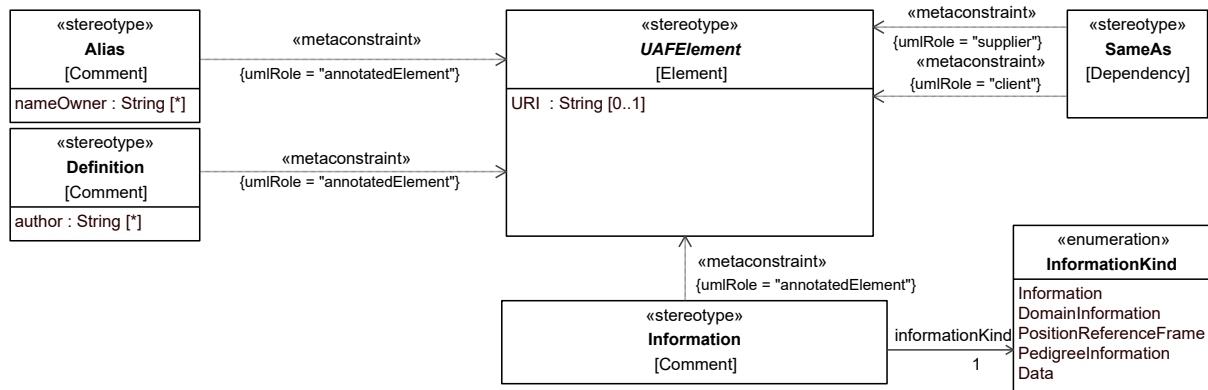 «stereotype»
Alias
[Comment]
nameOwner : String [*]
«metaconstraint»
{umlRole = "annotatedElement"}
«stereotype»
UAFElement
[Element]
URI : String [0..1]
«metaconstraint»
{umlRole = "supplier"}
«metaconstraint»
{umlRole = "client"}
«stereotype»
SameAs
[Dependency]
«stereotype»
Definition
[Comment]
author : String [*]
«metaconstraint»
{umlRole = "annotatedElement"}
«metaconstraint»
{umlRole = "annotatedElement"}
«stereotype»
Information
[Comment]
informationKind
1
«enumeration»
InformationKind
Information
DomainInformation
PositionReferenceFrame
PedigreeInformation
Data